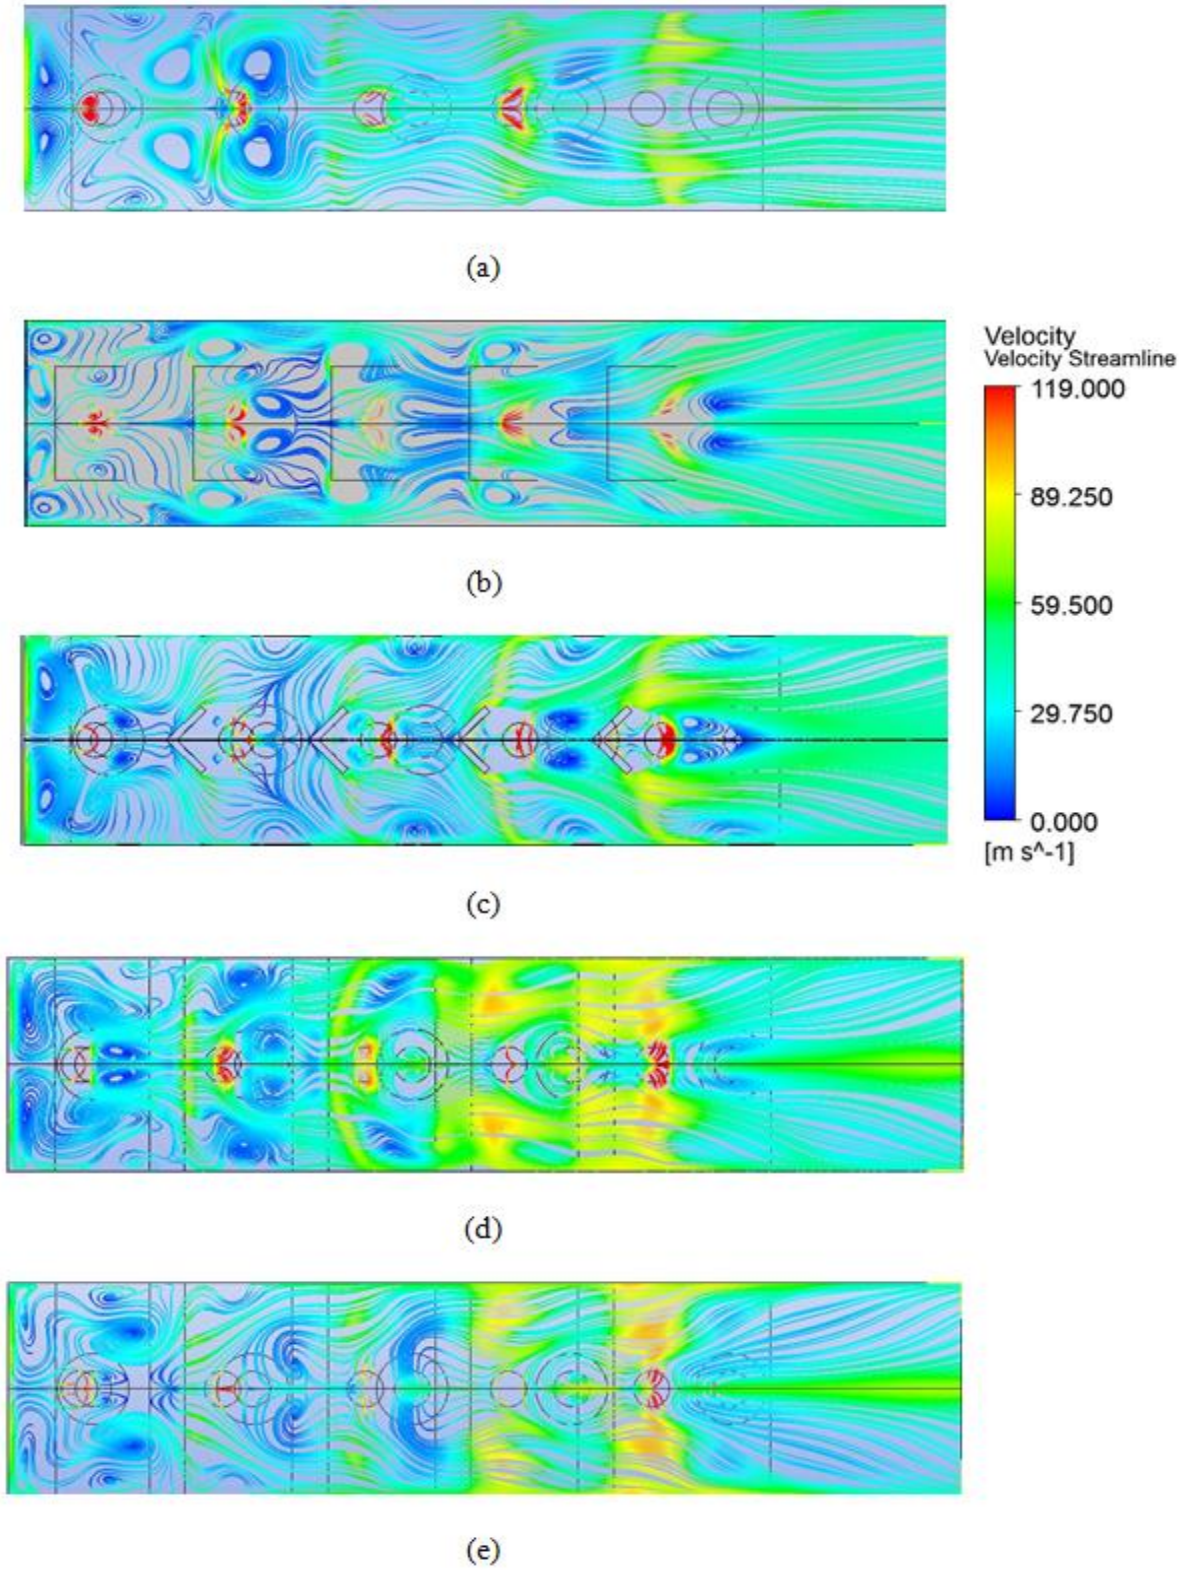 (a)
(b)
Velocity
Velocity Streamline
119.000
89.250
59.500
29.750
0.000
[m s^-1]
(c)
(d)
(e)